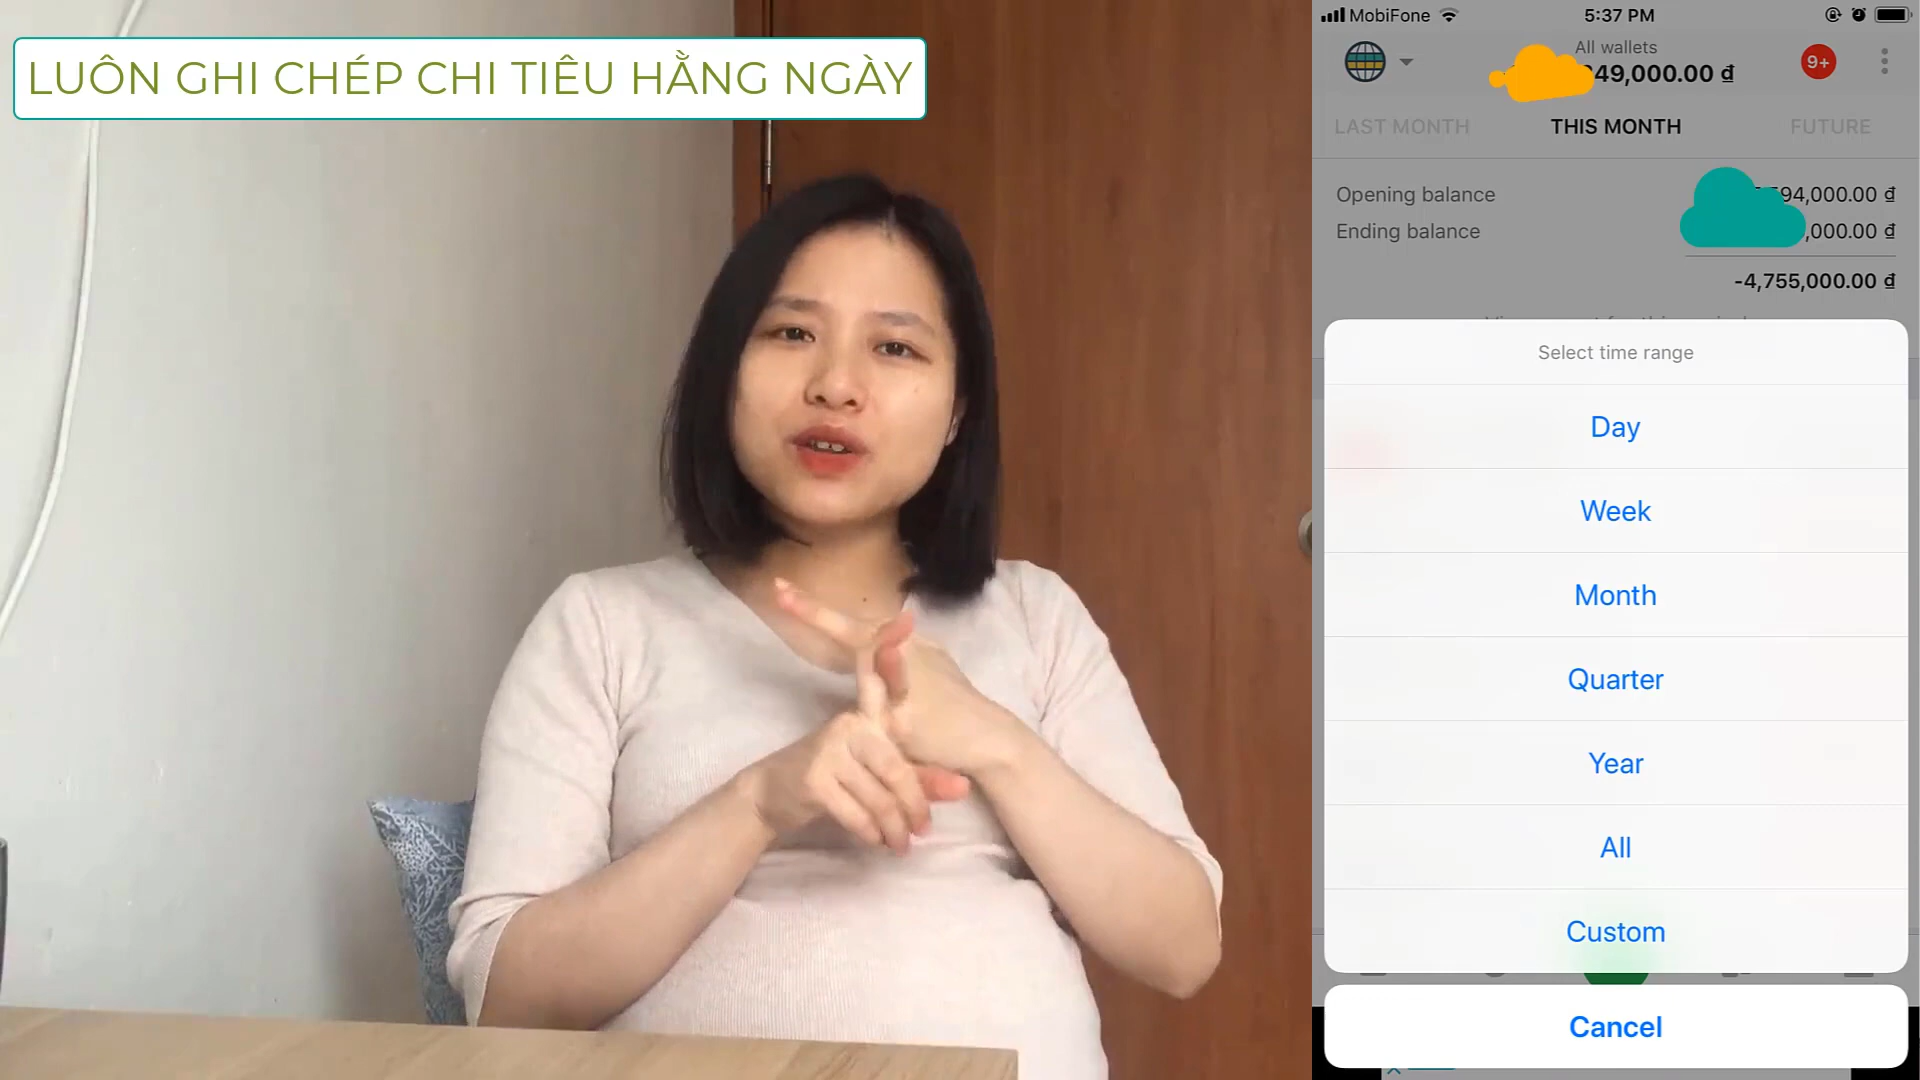 LUÔN GHI CHÉP CHI TIÊU HẰNG NGÀY
MobiFone
5:37 PM
All wallets
49,000.00 ₫
9+
LAST MONTH
THIS MONTH
FUTURE
Opening balance
94,000.00 ₫
Ending balance
,000.00 ₫
-4,755,000.00 ₫
Select time range
Day
Week
Month
Quarter
Year
All
Custom
Cancel